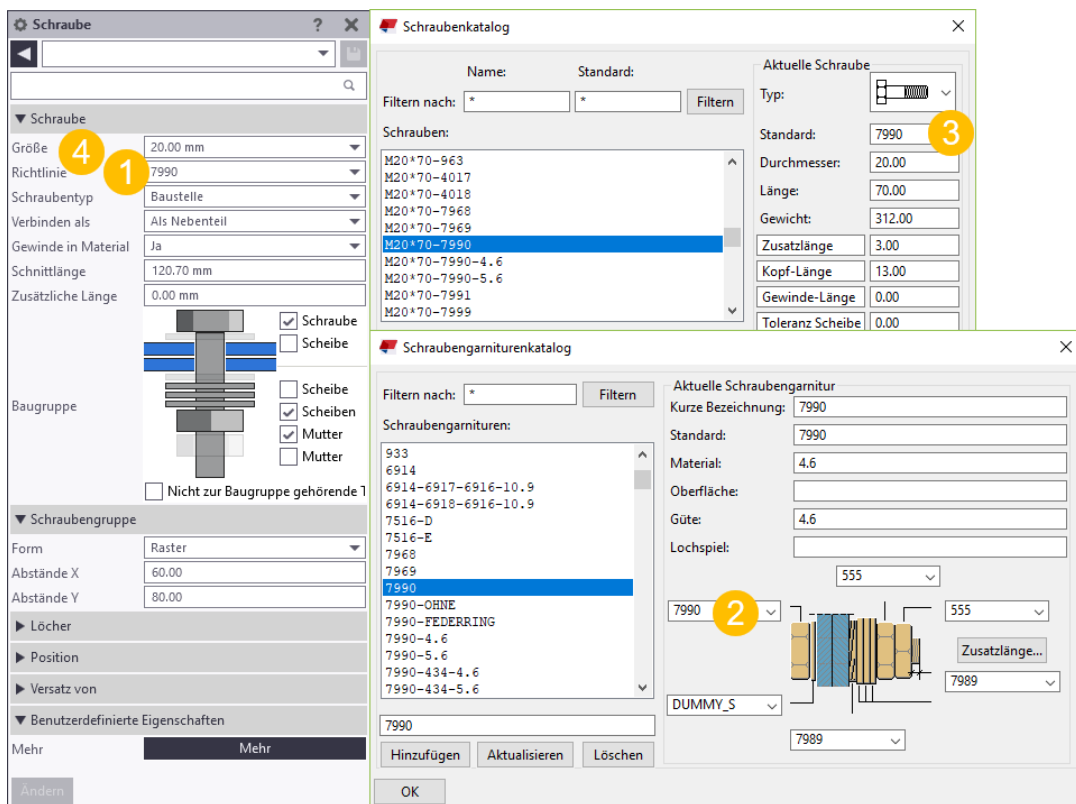 Schraube ?
Schraube
Größe 4 20.00 mm
Richtlinie 1 7990
Schraubentyp Baustelle
Verbinden als Als Nebenteil
Gewinde in Material Ja
Schnittlänge 120.70 mm
Zusätzliche Länge 0.00 mm
Schraube
Scheibe
Baugruppe
Scheibe
Scheiben
Mutter
Mutter
Nicht zur Baugruppe gehörende T
Schraubengruppe
Form Raster
Abstände X 60.00
Abstände Y 80.00
Löcher
Position
Versatz von
Benutzerdefinierte Eigenschaften
Mehr Mehr
Ändern
Schraubenkatalog
Name: Standard:
Filtern nach: * * Filtern
Schrauben:
M20*70-963
M20*70-4017
M20*70-4018
M20*70-7968
M20*70-7969
M20*70-7990
M20*70-7990-4.6
M20*70-7990-5.6
M20*70-7991
M20*70-7999
Aktuelle Schraube
Typ:
Standard: 7990 3
Durchmesser: 20.00
Länge: 70.00
Gewicht: 312.00
Zusatzlänge 3.00
Kopf-Länge 13.00
Gewinde-Länge 0.00
Toleranz Scheibe 0.00
Schraubengarniturenkatalog
Filtern nach: * Filtern
Schraubengarnituren:
933
6914
6914-6917-6916-10.9
6914-6918-6916-10.9
7516-D
7516-E
7968
7969
7990
7990-OHNE
7990-FEDERRING
7990-4.6
7990-5.6
7990-434-4.6
7990-434-5.6
7990
Hinzufügen Aktualisieren Löschen
OK
Aktuelle Schraubengarnitur
Kurze Bezeichnung: 7990
Standard: 7990
Material: 4.6
Oberfläche:
Güte: 4.6
Lochspiel:
555
7990 2 555
Zusatzlänge...
7989
DUMMY_S
7989